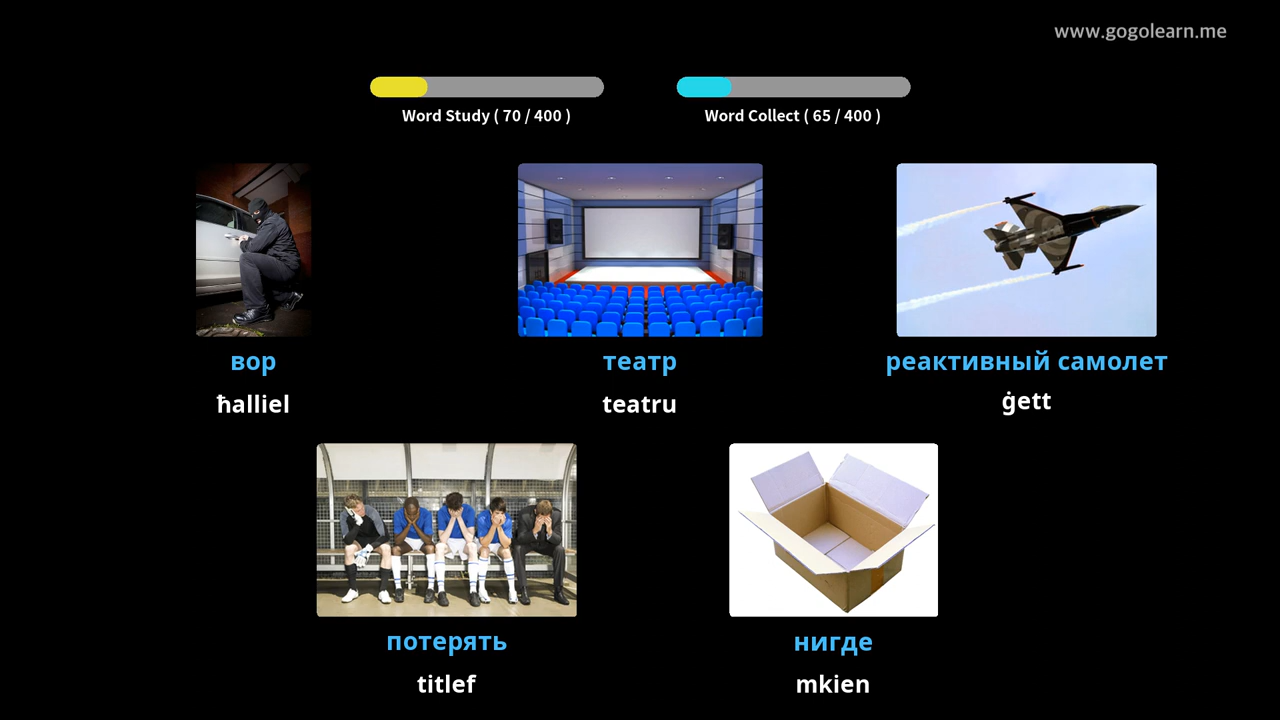 www.gogolearn.me
Word Study ( 70 / 400 )
Word Collect ( 65 / 400 )
вор
ħalliel
театр
teatru
реактивный самолет
ġett
потерять
titlef
нигде
mkien